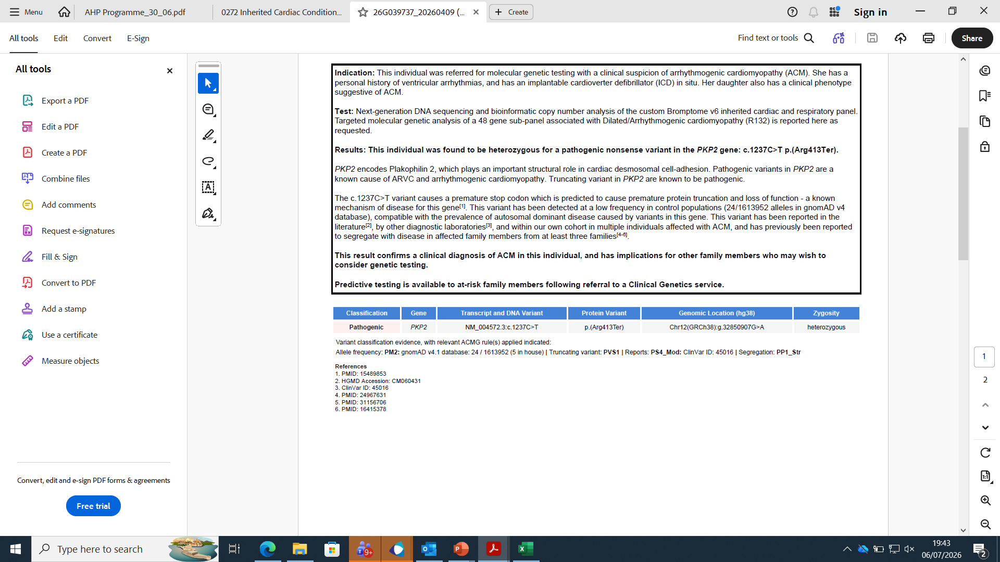 Menu
AHP Programme_30_06.pdf
0272 Inherited Cardiac Condition...
26G039737_20260409 (...
Create
Sign in
All tools
Edit
Convert
E-Sign
Find text or tools
Share
All tools
Export a PDF
Edit a PDF
Create a PDF
Combine files
Add comments
Request e-signatures
Fill & Sign
Convert to PDF
Add a stamp
Use a certificate
Measure objects
Convert, edit and e-sign PDF forms & agreements
Free trial
Indication: This individual was referred for molecular genetic testing with a clinical suspicion of arrhythmogenic cardiomyopathy (ACM). She has a
personal history of ventricular arrhythmias, and has an implantable cardioverter defibrillator (ICD) in situ. Her daughter also has a clinical phenotype
suggestive of ACM.
Test: Next-generation DNA sequencing and bioinformatic copy number analysis of the custom Bromptome v6 inherited cardiac and respiratory panel.
Targeted molecular genetic analysis of a 48 gene sub-panel associated with Dilated/Arrhythmogenic cardiomyopathy (R132) is reported here as
requested.
Results: This individual was found to be heterozygous for a pathogenic nonsense variant in the PKP2 gene: c.1237C>T p.(Arg413Ter).
PKP2 encodes Plakophilin 2, which plays an important structural role in cardiac desmosomal cell-adhesion. Pathogenic variants in PKP2 are a
known cause of ARVC and arrhythmogenic cardiomyopathy. Truncating variant in PKP2 are known to be pathogenic.
The c.1237C>T variant causes a premature stop codon which is predicted to cause premature protein truncation and loss of function - a known
mechanism of disease for this gene[1]. This variant has been detected at a low frequency in control populations (24/1613952 alleles in gnomAD v4
database), compatible with the prevalence of autosomal dominant disease caused by variants in this gene. This variant has been reported in the
literature[2], by other diagnostic laboratories[3], and within our own cohort in multiple individuals affected with ACM, and has previously been reported
to segregate with disease in affected family members from at least three families[4-6].
This result confirms a clinical diagnosis of ACM in this individual, and has implications for other family members who may wish to
consider genetic testing.
Predictive testing is available to at-risk family members following referral to a Clinical Genetics service.
Classification Gene Transcript and DNA Variant Protein Variant Genomic Location (hg38) Zygosity
Pathogenic PKP2 NM_004572.3:c.1237C>T p.(Arg413Ter) Chr12(GRCh38):g.32850907G>A heterozygous
Variant classification evidence, with relevant ACMG rule(s) applied indicated:
Allele frequency: PM2: gnomAD v4.1 database: 24 / 1613952 (5 in house) | Truncating variant: PVS1 | Reports: PS4_Mod: ClinVar ID: 45016 | Segregation: PP1_Str
References
1. PMID: 15489853
2. HGMD Accession: CM060431
3. ClinVar ID: 45016
4. PMID: 24967631
5. PMID: 31156706
6. PMID: 16415378
1
2
1:1
Type here to search
9+
19:43
06/07/2026
2